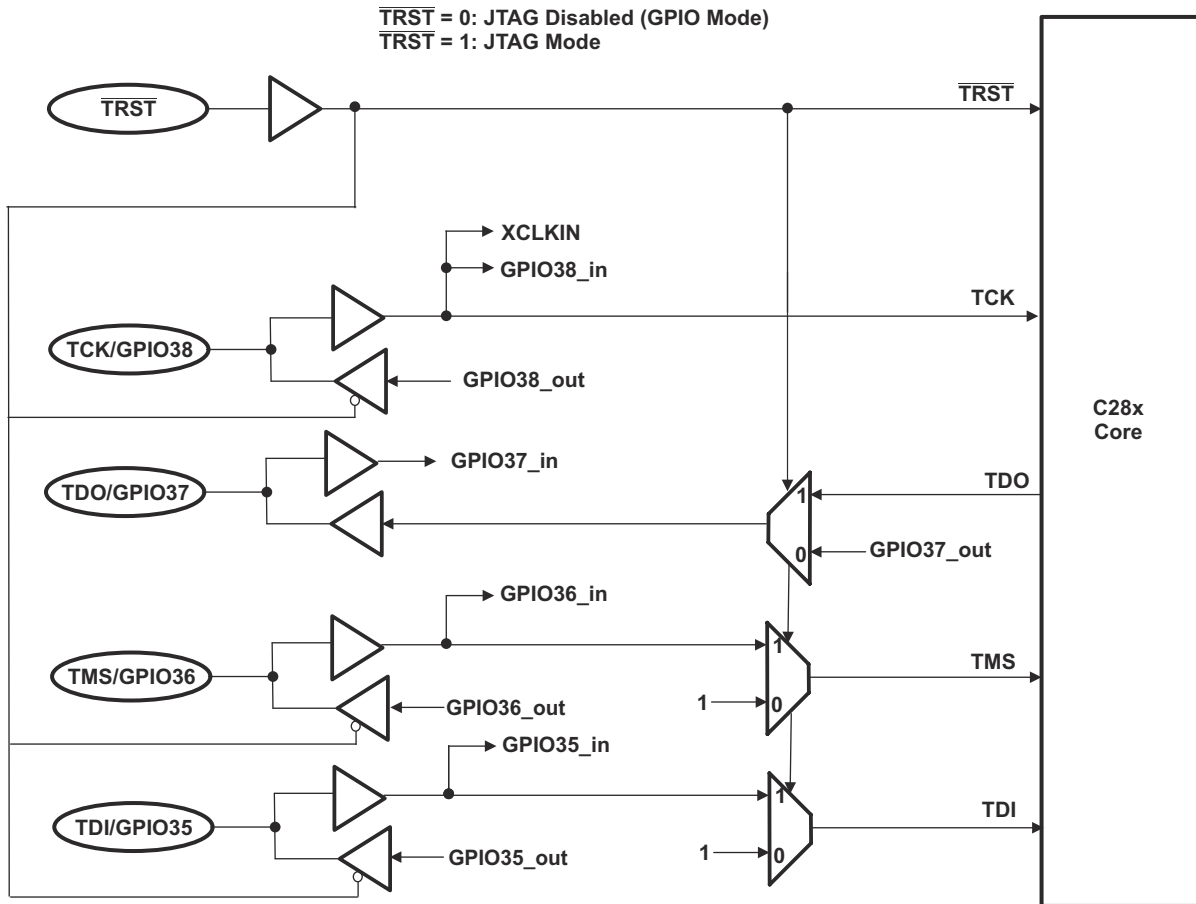 TRST = 0: JTAG Disabled (GPIO Mode)
TRST = 1: JTAG Mode
TRST
TRST
XCLKIN
GPIO38_in
TCK
TCK/GPIO38
GPIO38_out
C28x
Core
GPIO37_in
TDO
TDO/GPIO37
1
0
GPIO37_out
GPIO36_in
1
TMS
TMS/GPIO36
GPIO36_out
1
0
GPIO35_in
1
TDI/GPIO35
TDI
GPIO35_out
1
0